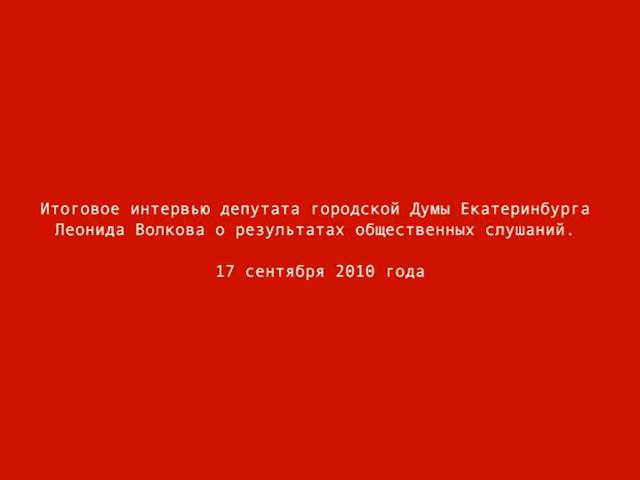 Итоговое интервью депутата городской Думы Екатеринбурга
Леонида Волкова о результатах общественных слушаний.
17 сентября 2010 года